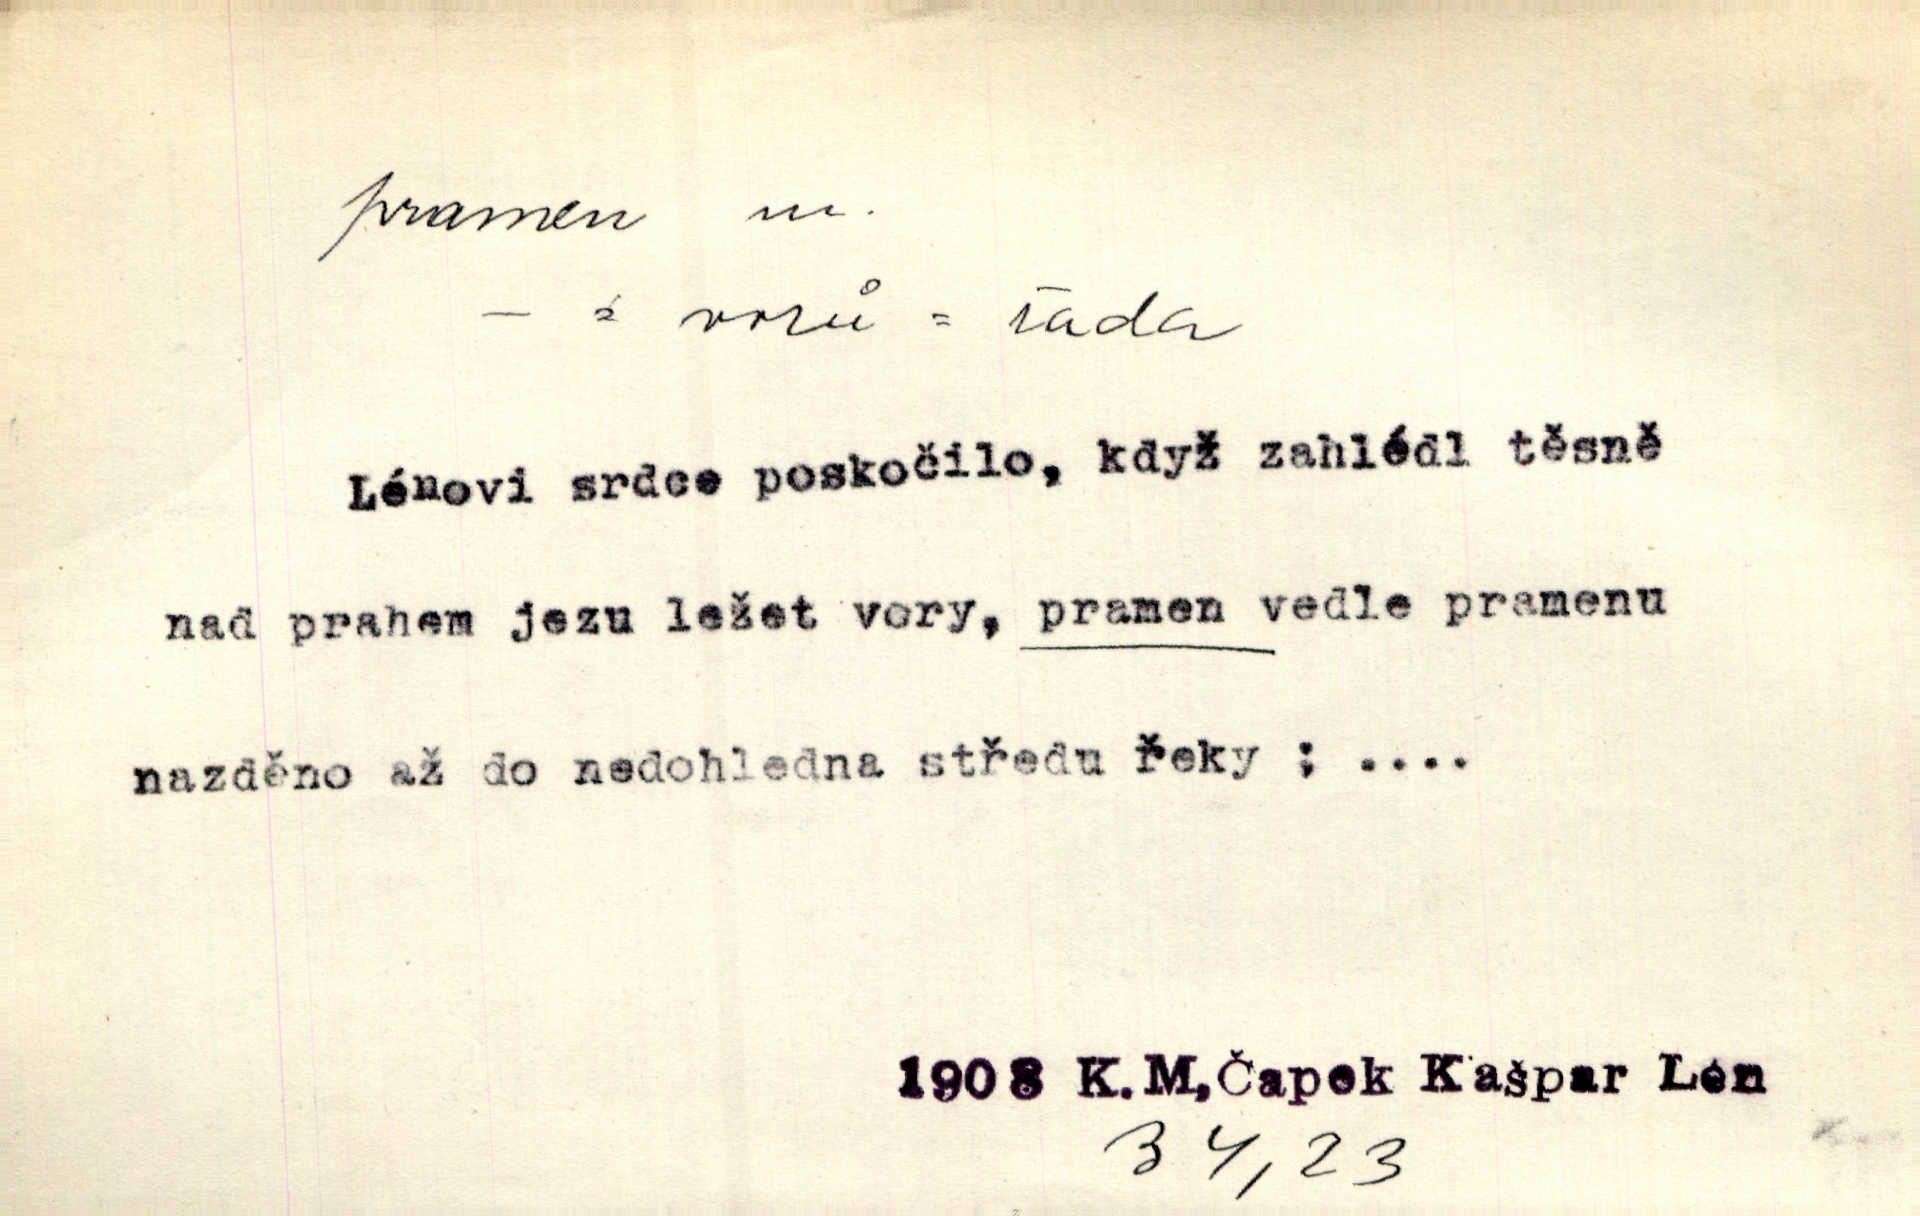 pramen m.
— : vorů = řada
Lénovi srdce poskočilo, když zahlédl těsně
nad prahem jezu ležet vory, pramen vedle pramenu
nazděno až do nedohledna středu řeky ; ....
1908 K.M,Čapek Kašpar Lén
34,23